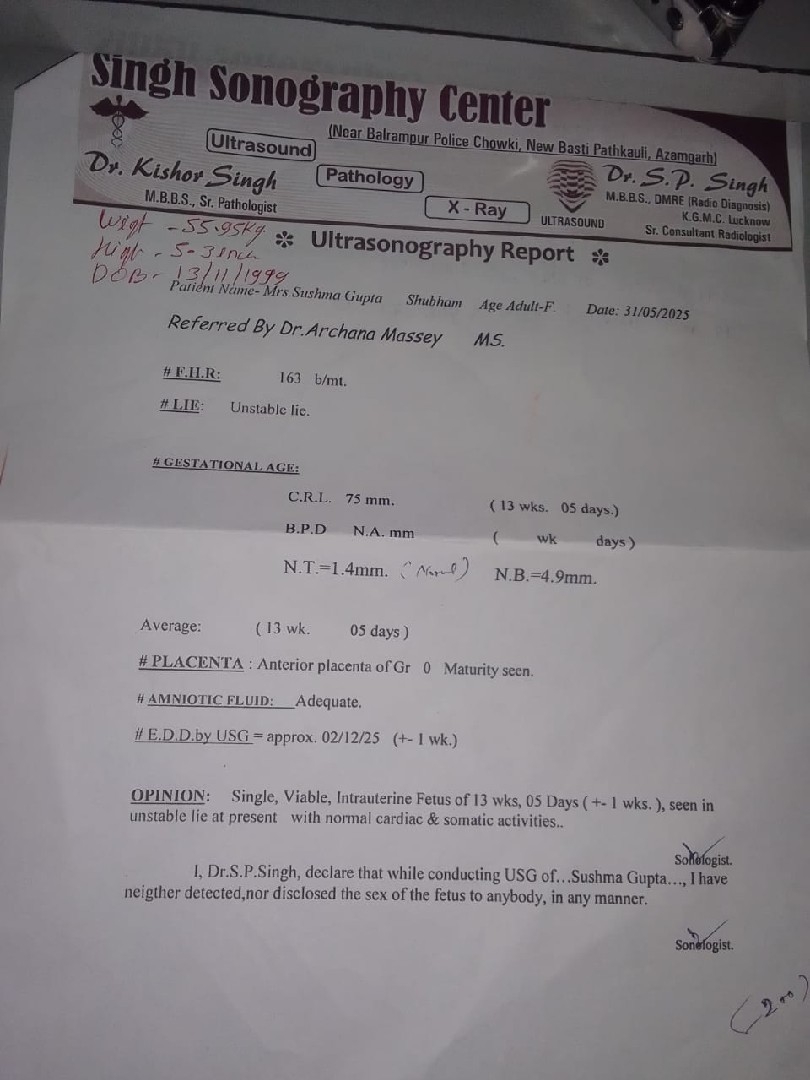 Singh Sonography Center
(Near Balrampur Police Chowki, New Basti Pathkauli, Azamgarh)
Ultrasound
Pathology
X - Ray
Dr. Kishor Singh
M.B.B.S., Sr. Pathologist
ULTRASOUND
Dr. S.P. Singh
M.B.B.S., DMRE (Radio Diagnosis)
K.G.M.C. Lucknow
Sr. Consultant Radiologist
Wight - 55.95kg
Hight - 5-3 Inch
DOB - 13/11/1999
Ultrasonography Report
Patient Name- Mrs Sushma Gupta Shubham Age Adult-F. Date: 31/05/2025
Referred By Dr.Archana Massey MS.
# F.H.R: 163 b/mt.
# LIE: Unstable lie.
# GESTATIONAL AGE:
C.R.L. 75 mm. ( 13 wks. 05 days.)
B.P.D N.A. mm ( wk days )
N.T.=1.4mm. N.B.=4.9mm.
Average: ( 13 wk. 05 days )
# PLACENTA : Anterior placenta of Gr 0 Maturity seen.
# AMNIOTIC FLUID: Adequate.
# E.D.D.by USG = approx. 02/12/25 (+- 1 wk.)
OPINION: Single, Viable, Intrauterine Fetus of 13 wks, 05 Days ( +- 1 wks. ), seen in
unstable lie at present with normal cardiac & somatic activities..
Sonologist.
I, Dr.S.P.Singh, declare that while conducting USG of...Sushma Gupta..., I have
neigther detected,nor disclosed the sex of the fetus to anybody, in any manner.
Sonologist.
(200)